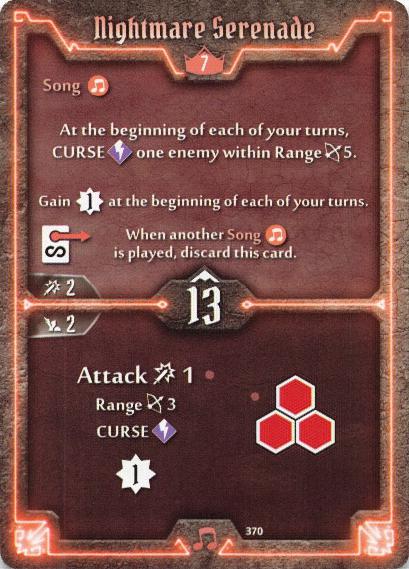 Nightmare Serenade
7
Song
At the beginning of each of your turns,
CURSE one enemy within Range 5.
Gain 1 at the beginning of each of your turns.
When another Song
S is played, discard this card.
2
13
2
Attack 1
Range 3
CURSE
1
370